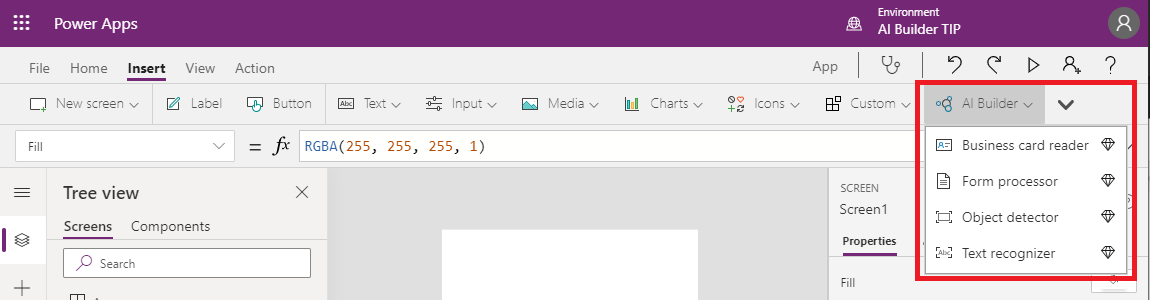 Power Apps
Environment
AI Builder TIP
File Home Insert View Action App
New screen Label Button Abc Text Input Media Charts Icons Custom AI Builder
Fill = fx RGBA(255, 255, 255, 1)
Business card reader
Form processor
Object detector
Abc Text recognizer
Tree view
Screens Components
Search
SCREEN
Screen1
Properties
Fill